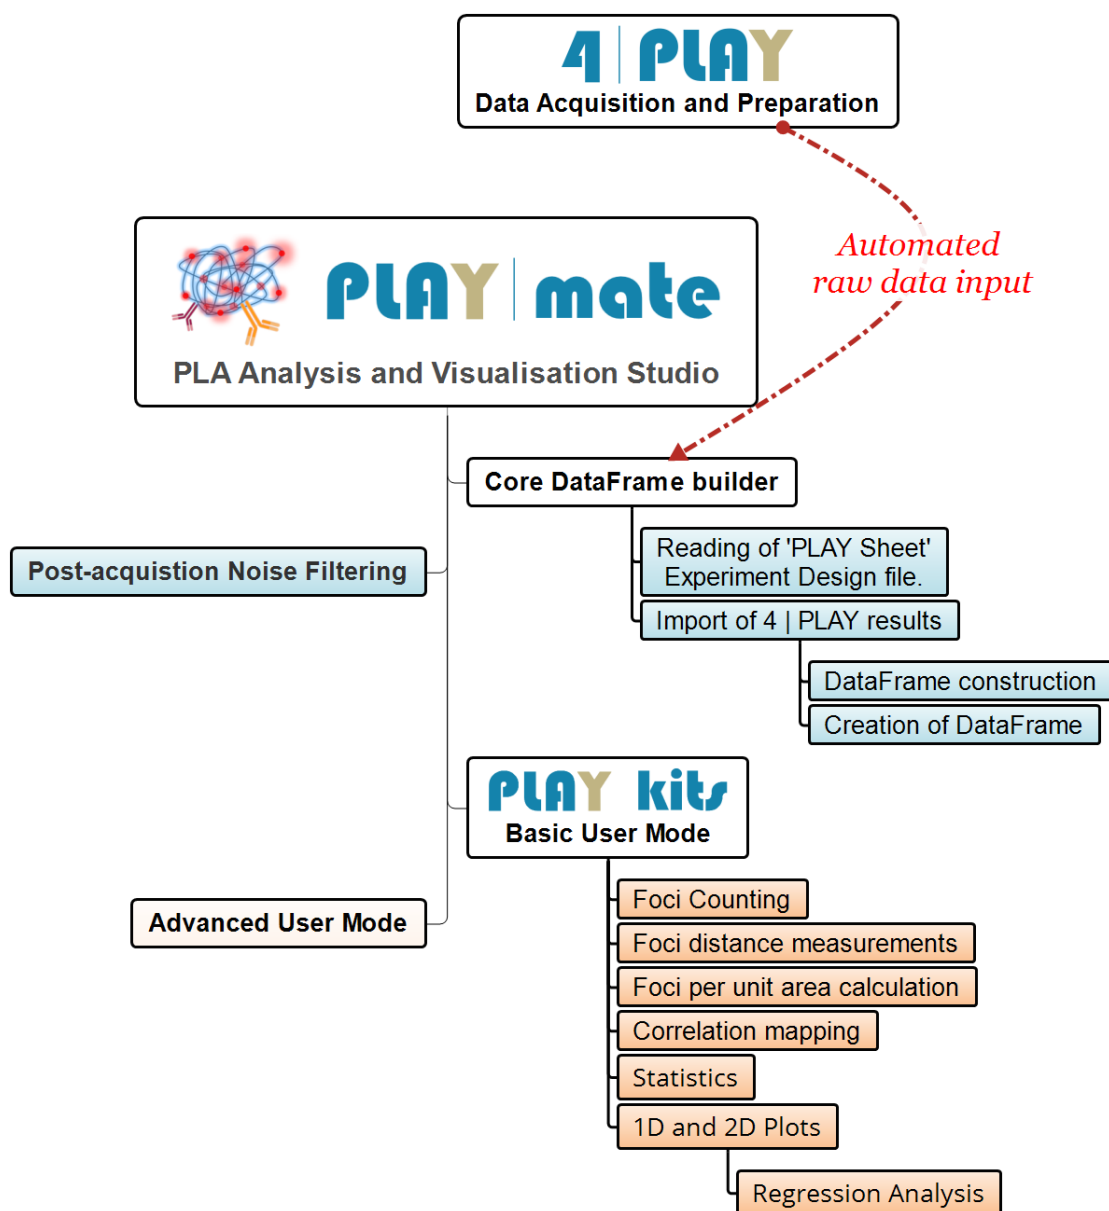 4 | PLAY
Data Acquisition and Preparation
Automated
raw data input
PLAY | mate
PLA Analysis and Visualisation Studio
Core DataFrame builder
Reading of 'PLAY Sheet'
Experiment Design file.
Post-acquistion Noise Filtering
Import of 4 | PLAY results
DataFrame construction
Creation of DataFrame
PLAY kits
Basic User Mode
Foci Counting
Advanced User Mode
Foci distance measurements
Foci per unit area calculation
Correlation mapping
Statistics
1D and 2D Plots
Regression Analysis